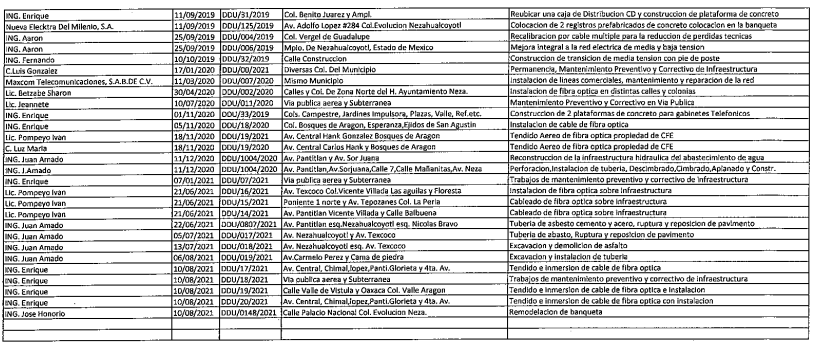 ING. Enrique 11/09/2019 DDU/31/2019 Col. Benito Juarez y Ampl. Reubicar una caja de Distribucion CD y construccion de plataforma de concreto
Nueva Elecktra Del Milenio, S.A. 11/09/2019 DDU/125/2019 Av. Adolfo Lopez #284 Col.Evolucion Nezahualcoyotl Colocacion de 2 registros prefabricados de concreto colocacion en la banqueta
ING. Aaron 25/09/2019 DDU/004/2019 Col. Vergel de Guadalupe Recalibracion por cable multiple para la reduccion de perdidas tecnicas
ING. Aaron 25/09/2019 DDU/006/2019 Mpio. De Nezahualcoyotl, Estado de Mexico Mejora integral a la red electrica de media y baja tension
ING. Fernando 10/10/2019 DDU/32/2019 Calle Construccion Construccion de transicion de media tension con pie de poste
C.Luis Gonzalez 17/01/2020 DDU/00/2021 Diversas Col. Del Municipio Permanencia, Mantenimiento Preventivo y Correctivo de Infraestructura
Maxcom Telecomunicaciones, S.A.B.DE C.V. 11/03/2020 DDU/007/2020 Mismo Municipio Instalacion de lineas comerciales, mantenimiento y reparacion de la red
Lic. Betzabe Sharon 30/04/2020 DDU/002/2020 Calles y Col. De Zona Norte del H. Ayuntamiento Neza. Instalacion de fibra optica en distintas calles y colonias
Lic. Jeannete 10/07/2020 DDU/011/2020 Via publica aerea y Subterranea Mantenimiento Preventivo y Correctivo en Via Publica
ING. Enrique 01/11/2020 DDU/33/2019 Cols. Campestre, Jardines Impulsora, Plazas, Valle, Ref.etc. Construccion de 2 plataformas de concreto para gabinetes Telefonicos
ING. Enrique 05/11/2020 DDU/18/2020 Col. Bosques de Aragon, Esperanza,Ejidos de San Agustin Instalacion de cable de fibra optica
Lic. Pompeyo Ivan 18/11/2020 DDU/19/2021 Av. Central Hank Gonzalez Bosques de Aragon Tendido Aereo de Fibra optica propiedad de CFE
C. Luz Maria 18/11/2020 DDU/19/2020 Av. Central Carlos Hank y Bosques de Aragon Tendido Aereo de Fibra optica propiedad de CFE
ING. Juan Amado 11/12/2020 DDU/1004/2020 Av. Pantitlan y Av. Sor Juana Reconstruccion de la infraestructura hidraulica del abastecimiento de agua
ING. J.Amado 11/12/2020 DDU/1004/2020 Av. Pantitlan,Av.Sorjuana,Calle 7,Calle Mañanitas,Av. Neza Perforacion,Instalacion de tuberia, Descimbrado,Cimbrado,Aplanado y Constr.
ING. Enrique 07/01/2021 DDU/07/2021 Via publica aerea y Subterranea Trabajos de mantenimiento preventivo y correctivo de infraestructura
Lic. Pompeyo Ivan 21/06/2021 DDU/16/2021 Av. Texcoco Col.Vicente Villada Las aguilas y Floresta Instalacion de fibra optica sobre infraestructura
Lic. Pompeyo Ivan 21/06/2021 DDU/15/2021 Poniente 1 norte y Av. Tepozanes Col. La Perla Cableado de fibra optica sobre infraestructura
Lic. Pompeyo Ivan 21/06/2021 DDU/14/2021 Av. Pantitlan Vicente Villada y Calle Balbuena Cableado de fibra optica sobre infraestructura
ING. Juan Amado 22/06/2021 DDU/0807/2021 Av. Pantitlan esq.Nezahualcoyotl esq. Nicolas Bravo Tuberia de asbesto cemento y acero, ruptura y reposicion de pavimento
ING. Juan Amado 05/07/2021 DDU/017/2021 Av. Nezahualcoyotl y Av. Texcoco Tuberia de abasto, Ruptura y reposicion de pavimento
ING. Juan Amado 13/07/2021 DDU/018/2021 Av. Nezahualcoyotl esq. Av. Texcoco Excavacion y demolicion de asfalto
ING. Juan Amado 06/08/2021 DDU/019/2021 Av.Carmelo Perez y Cama de piedra Excavacion y instalacion de tuberia
ING. Enrique 10/08/2021 DDU/17/2021 Av. Central, Chimal,lopez,Panti.Glorieta y 4ta. Av. Tendido e inmersion de cable de fibra optica
ING. Enrique 10/08/2021 DDU/18/2021 Via publica aerea y Subterranea Trabajos de mantenimiento preventivo y correctivo de infraestructura
ING. Enrique 10/08/2021 DDU/19/2021 Calle Valle de Vistula y Oaxaca Col. Valle Aragon Tendido e inmersion de cable de fibra optica e instalacion
ING. Enrique 10/08/2021 DDU/20/2021 Av. Central, Chimal,lopez,Panti.Glorieta y 4ta. Av. Tendido e inmersion de cable de fibra optica con instalacion
ING. Jose Honorio 10/08/2021 DDU/0148/2021 Calle Palacio Nacional Col. Evolucion Neza. Remodelacion de banqueta